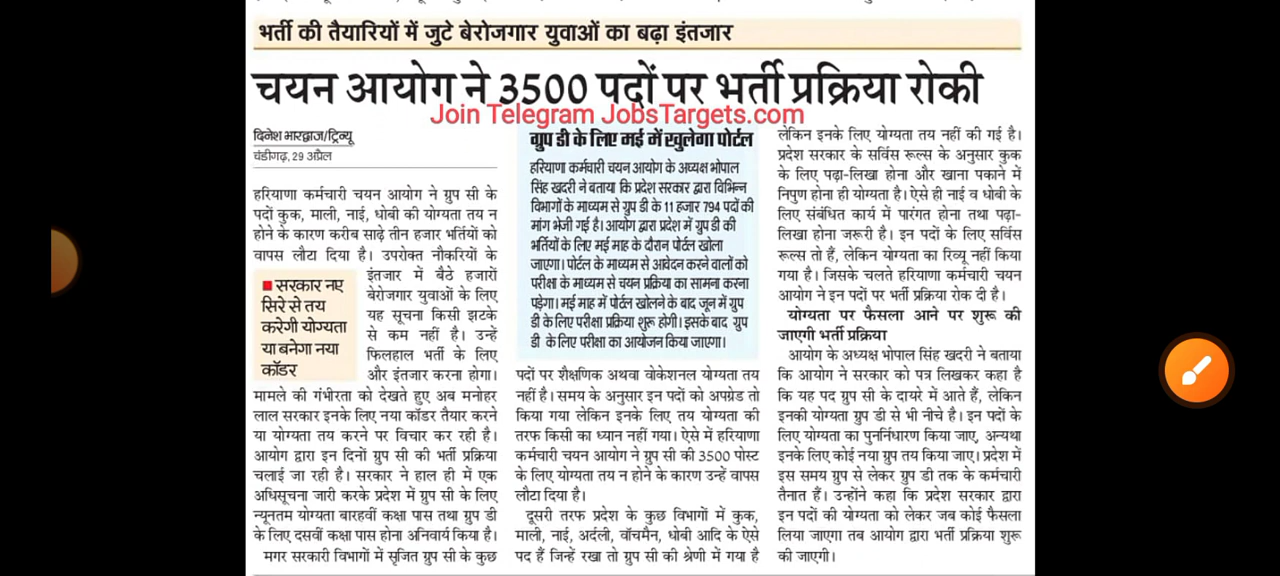 भर्ती की तैयारियों में जुटे बेरोजगार युवाओं का बढ़ा इंतजार
चयन आयोग ने 3500 पदों पर भर्ती प्रक्रिया रोकी
Join Telegram JobsTargets.com
दिनेश भारद्वाज/ट्रिन्यू
चंडीगढ़, 29 अप्रैल
हरियाणा कर्मचारी चयन आयोग ने ग्रुप सी के
पदों कुक, माली, नाई, धोबी की योग्यता तय न
होने के कारण करीब साढ़े तीन हजार भर्तियों को
वापस लौटा दिया है। उपरोक्त नौकरियों के
इंतजार में बैठे हजारों
बेरोजगार युवाओं के लिए
यह सूचना किसी झटके
से कम नहीं है। उन्हें
फिलहाल भर्ती के लिए
और इंतजार करना होगा।
■ सरकार नए
सिरे से तय
करेगी योग्यता
या बनेगा नया
कॉडर
मामले की गंभीरता को देखते हुए अब मनोहर
लाल सरकार इनके लिए नया कॉडर तैयार करने
या योग्यता तय करने पर विचार कर रही है।
आयोग द्वारा इन दिनों ग्रुप सी की भर्ती प्रक्रिया
चलाई जा रही है। सरकार ने हाल ही में एक
अधिसूचना जारी करके प्रदेश में ग्रुप सी के लिए
न्यूनतम योग्यता बारहवीं कक्षा पास तथा ग्रुप डी
के लिए दसवीं कक्षा पास होना अनिवार्य किया है।
मगर सरकारी विभागों में सृजित ग्रुप सी के कुछ
ग्रुप डी के लिए मई में खुलेगा पोर्टल
हरियाणा कर्मचारी चयन आयोग के अध्यक्ष भोपाल
सिंह खदरी ने बताया कि प्रदेश सरकार द्वारा विभिन्न
विभागों के माध्यम से ग्रुप डी के 11 हजार 794 पदों की
मांग भेजी गई है। आयोग द्वारा प्रदेश में ग्रुप डी की
भर्तियों के लिए मई माह के दौरान पोर्टल खोला
जाएगा। पोर्टल के माध्यम से आवेदन करने वालों को
परीक्षा के माध्यम से चयन प्रक्रिया का सामना करना
पड़ेगा। मई माह में पोर्टल खोलने के बाद जून में ग्रुप
डी के लिए परीक्षा प्रक्रिया शुरू होगी। इसके बाद ग्रुप
डी के लिए परीक्षा का आयोजन किया जाएगा।
पदों पर शैक्षणिक अथवा वोकेशनल योग्यता तय
नहीं है। समय के अनुसार इन पदों को अपग्रेड तो
किया गया लेकिन इनके लिए तय योग्यता की
तरफ किसी का ध्यान नहीं गया। ऐसे में हरियाणा
कर्मचारी चयन आयोग ने ग्रुप सी की 3500 पोस्ट
के लिए योग्यता तय न होने के कारण उन्हें वापस
लौटा दिया है।
दूसरी तरफ प्रदेश के कुछ विभागों में कुक,
माली, नाई, अर्दली, वॉचमैन, धोबी आदि के ऐसे
पद हैं जिन्हें रखा तो ग्रुप सी की श्रेणी में गया है
लेकिन इनके लिए योग्यता तय नहीं की गई है।
प्रदेश सरकार के सर्विस रूल्स के अनुसार कुक
के लिए पढ़ा-लिखा होना और खाना पकाने में
निपुण होना ही योग्यता है। ऐसे ही नाई व धोबी के
लिए संबंधित कार्य में पारंगत होना तथा पढ़ा-
लिखा होना जरूरी है। इन पदों के लिए सर्विस
रूल्स तो हैं, लेकिन योग्यता का रिव्यू नहीं किया
गया है। जिसके चलते हरियाणा कर्मचारी चयन
आयोग ने इन पदों पर भर्ती प्रक्रिया रोक दी है।
योग्यता पर फैसला आने पर शुरू की
जाएगी भर्ती प्रक्रिया
आयोग के अध्यक्ष भोपाल सिंह खदरी ने बताया
कि आयोग ने सरकार को पत्र लिखकर कहा है
कि यह पद ग्रुप सी के दायरे में आते हैं, लेकिन
इनकी योग्यता ग्रुप डी से भी नीचे है। इन पदों के
लिए योग्यता का पुनर्निधारण किया जाए, अन्यथा
इनके लिए कोई नया ग्रुप तय किया जाए। प्रदेश में
इस समय ग्रुप से लेकर ग्रुप डी तक के कर्मचारी
तैनात हैं। उन्होंने कहा कि प्रदेश सरकार द्वारा
इन पदों की योग्यता को लेकर जब कोई फैसला
लिया जाएगा तब आयोग द्वारा भर्ती प्रक्रिया शुरू
की जाएगी।